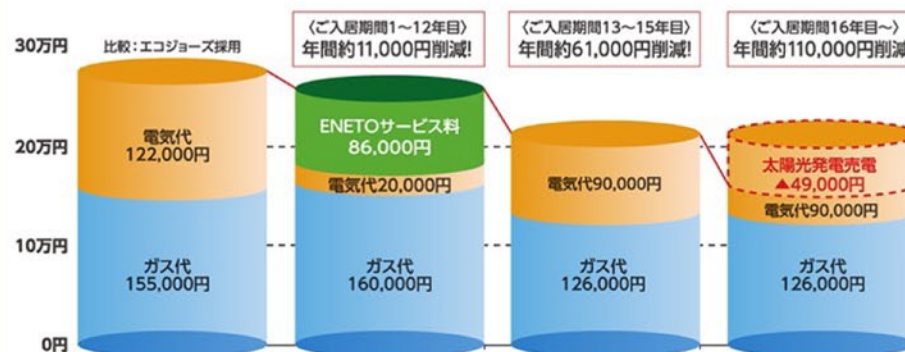 〈ご入居期間1〜12年目〉
年間約11,000円削減!
〈ご入居期間13〜15年目〉
年間約61,000円削減!
〈ご入居期間16年目〜〉
年間約110,000円削減
30万円
比較：エコジョーズ採用
20万円
10万円
0円
電気代
122,000円
ガス代
155,000円
ENETOサービス料
86,000円
電気代20,000円
ガス代
160,000円
電気代90,000円
ガス代
126,000円
太陽光発電売電
▲49,000円
電気代90,000円
ガス代
126,000円